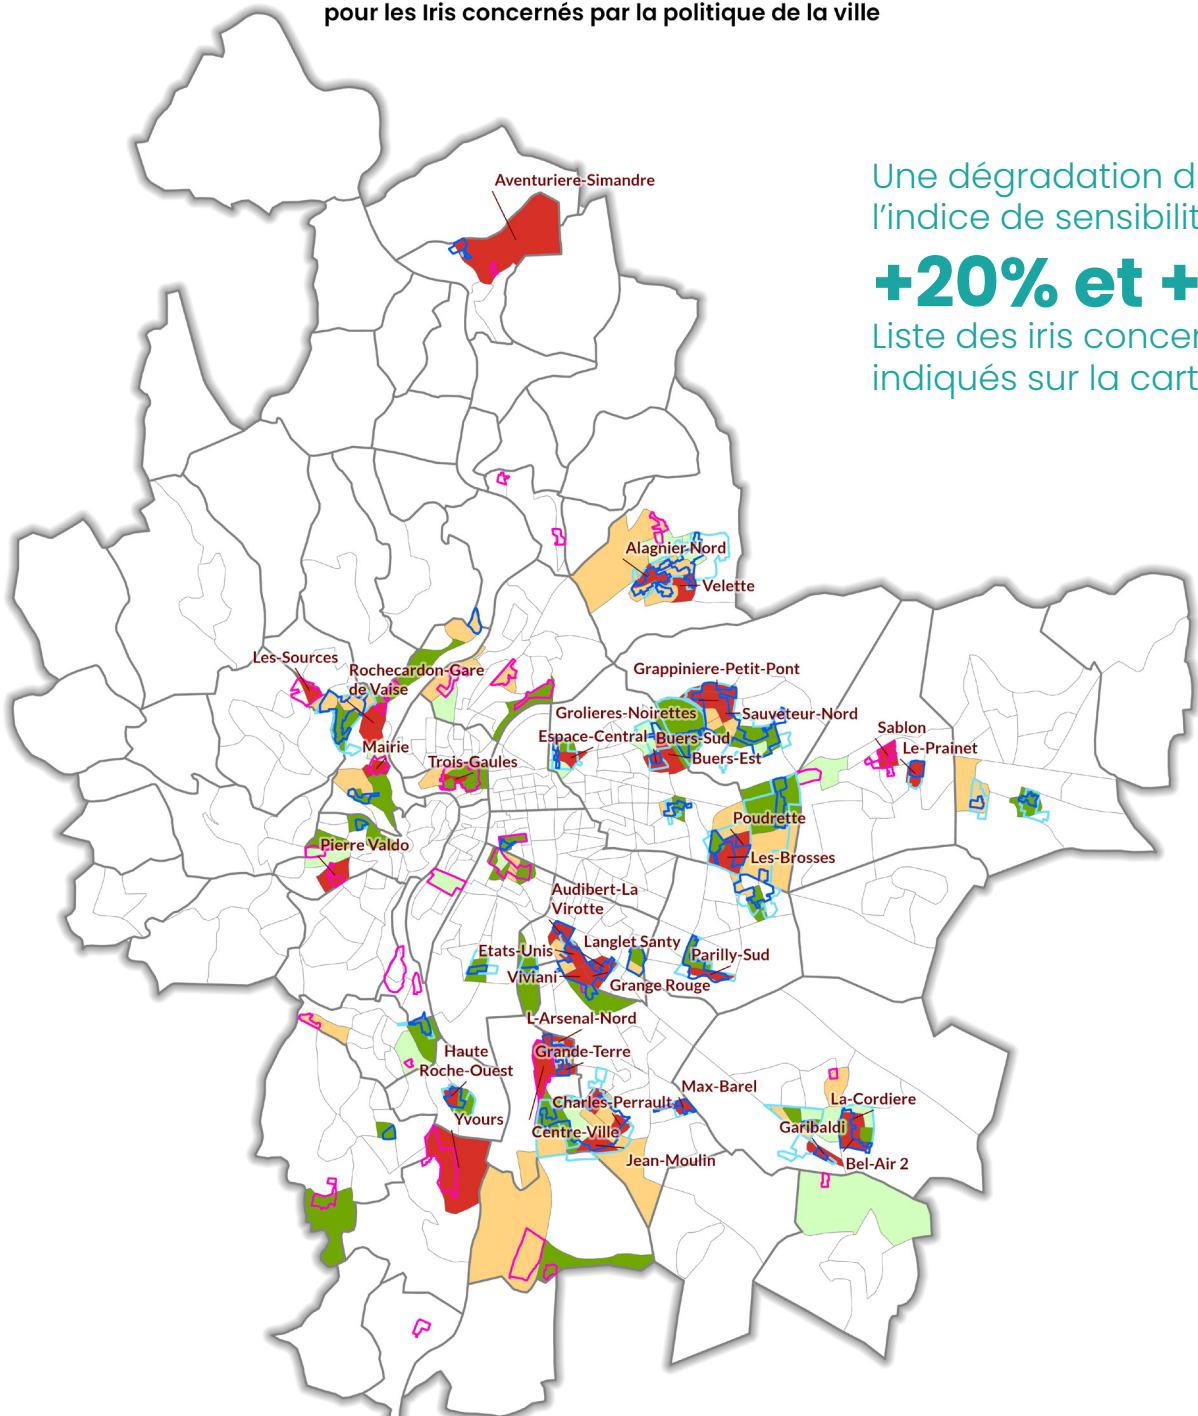 pour les Iris concernés par la politique de la ville
Une dégradation d
l'indice de sensibilit
+20% et +
Liste des iris concer
indiqués sur la cart
Aventuriere-Simandre
Alagnier Nord
Velette
Les-Sources
Rochecardon-Gare
de Vaise
Grappiniere-Petit-Pont
Grolieres-Noirettes
Sauveteur-Nord
Espace-Central
Buers-Sud
Buers-Est
Sablon
Le-Prainet
Mairie
Trois-Gaules
Poudrette
Pierre Valdo
Les-Brosses
Audibert-La
Virotte
Etats-Unis
Langlet Santy
Parilly-Sud
Viviani
Grange Rouge
L-Arsenal-Nord
Haute
Roche-Ouest
Grande-Terre
Max-Barel
Charles-Perrault
La-Cordiere
Yvours
Centre-Ville
Garibaldi
Jean-Moulin
Bel-Air 2